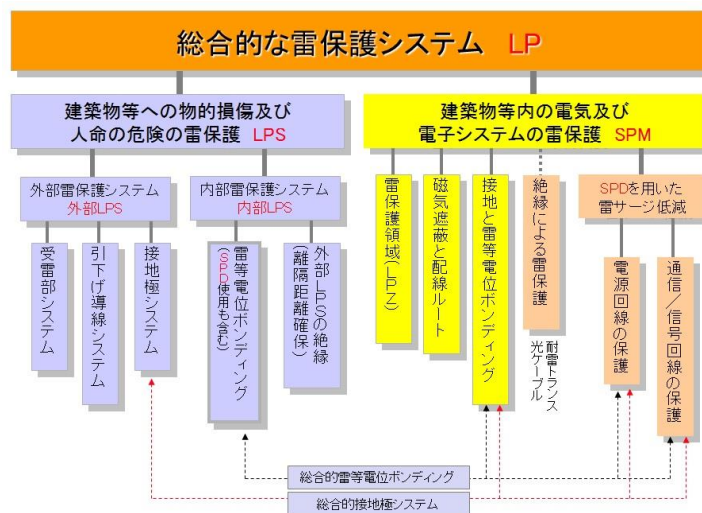 総合的な雷保護システム LP
建築物等への物的損傷及び
人命の危険の雷保護 LPS
建築物等内の電気及び
電子システムの雷保護 SPM
外部雷保護システム
外部LPS
内部雷保護システム
内部LPS
SPDを用いた
雷サージ低減
受雷部システム
引下げ導線システム
接地極システム
雷等電位ボンディング
(SPD使用も含む)
外部LPSの絶縁
(離隔距離確保)
雷保護領域(LPZ)
磁気遮蔽と配線ルート
接地と雷等電位ボンディング
絶縁による雷保護
耐雷トランス
光ケーブル
電源回線の保護
通信/信号回線の保護
総合的雷等電位ボンディング
総合的接地極システム